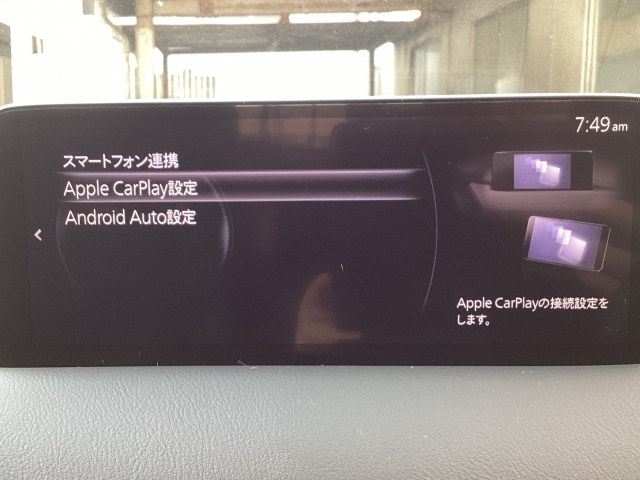 7:49 am
スマートフォン連携
Apple CarPlay設定
Android Auto設定
Apple CarPlayの接続設定を
します。